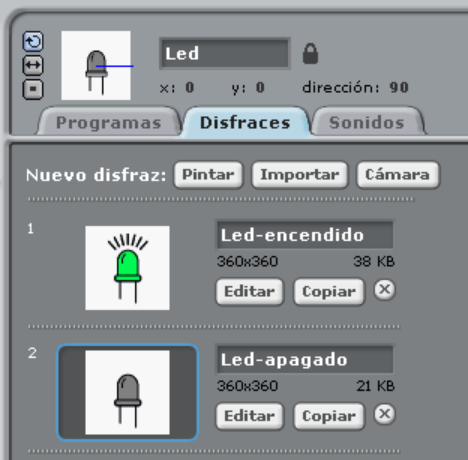 Led
x: 0 y: 0 dirección: 90
Programas Disfraces Sonidos
Nuevo disfraz: Pintar Importar Cámara
1
Led-encendido
360x360 38 KB
Editar Copiar
2
Led-apagado
360x360 21 KB
Editar Copiar